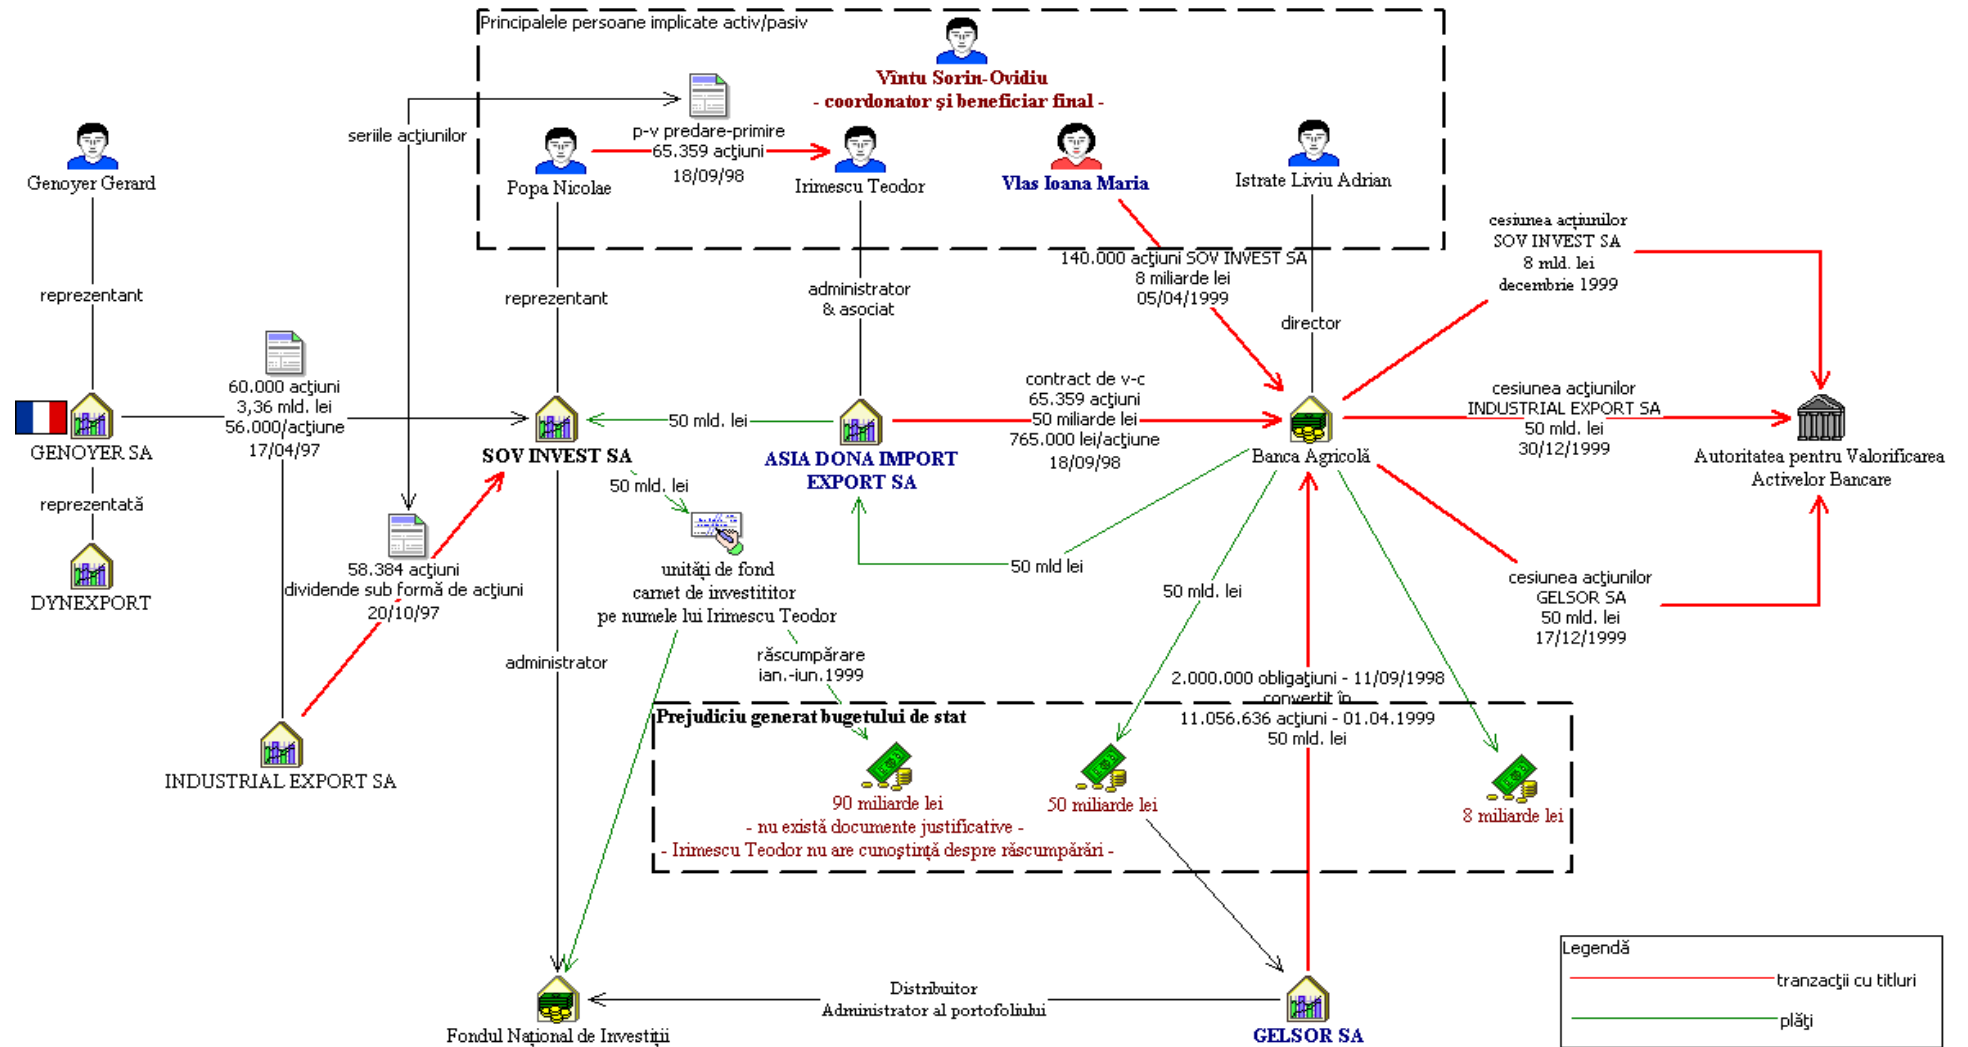 Principalele persoane implicate activ/pasiv
Vîntu Sorin-Ovidiu
- coordonator şi beneficiar final -
seriile acţiunilor
p-v predare-primire
65.359 acţiuni
18/09/98
Genoyer Gerard
Popa Nicolae
Irimescu Teodor
Vlas Ioana Maria
Istrate Liviu Adrian
reprezentant
reprezentant
administrator
& asociat
140.000 acţiuni SOV INVEST SA
8 miliarde lei
05/04/1999
director
cesiunea acţiunilor
SOV INVEST SA
8 mld. lei
decembrie 1999
60.000 acţiuni
3,36 mld. lei
56.000/acţiune
17/04/97
GENOYER SA
SOV INVEST SA
50 mld. lei
ASIA DONA IMPORT
EXPORT SA
contract de v-c
65.359 acţiuni
50 miliarde lei
765.000 lei/acţiune
18/09/98
Banca Agricolă
cesiunea acţiunilor
INDUSTRIAL EXPORT SA
50 mld. lei
30/12/1999
Autoritatea pentru Valorificarea
Activelor Bancare
reprezentată
DYNEXPORT
50 mld. lei
58.384 acţiuni
dividende sub formă de acţiuni
20/10/97
unităţi de fond
carnet de investititor
pe numele lui Irimescu Teodor
50 mld lei
50 mld. lei
cesiunea acţiunilor
GELSOR SA
50 mld. lei
17/12/1999
administrator
răscumpărare
ian.-iun.1999
2.000.000 obligaţiuni - 11/09/1998
convertit în
11.056.636 acţiuni - 01.04.1999
50 mld. lei
INDUSTRIAL EXPORT SA
Prejudiciu generat bugetului de stat
90 miliarde lei
- nu există documente justificative -
- Irimescu Teodor nu are cunoştinţă despre răscumpărări -
50 miliarde lei
8 miliarde lei
Distribuitor
Administrator al portofoliului
Fondul Naţional de Investiţii
GELSOR SA
Legendă
tranzacţii cu titluri
plăţi